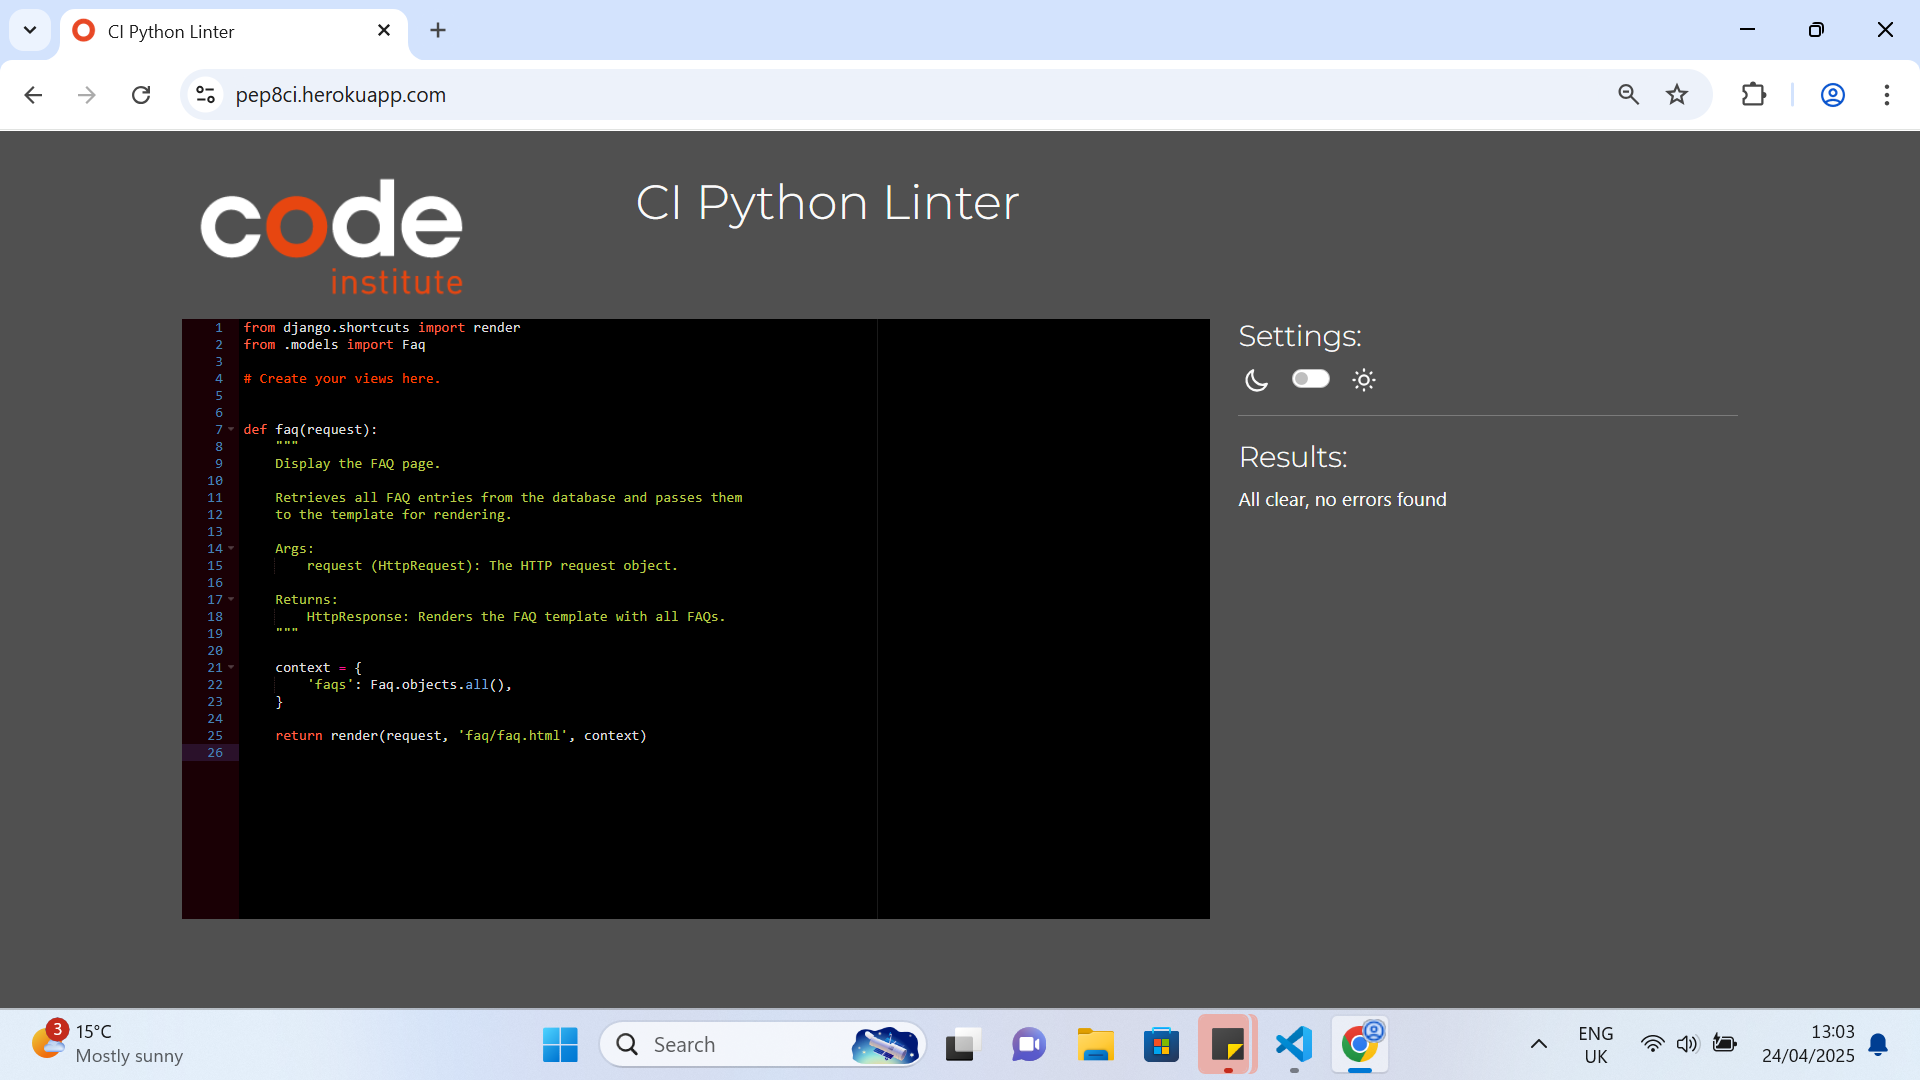 CI Python Linter
pep8ci.herokuapp.com
code
institute
CI Python Linter
1 from django.shortcuts import render
2 from .models import Faq
3
4 # Create your views here.
5
6
7 def faq(request):
8     """
9     Display the FAQ page.
10
11     Retrieves all FAQ entries from the database and passes them
12     to the template for rendering.
13
14     Args:
15         request (HttpRequest): The HTTP request object.
16
17     Returns:
18         HttpResponse: Renders the FAQ template with all FAQs.
19     """
20
21     context = {
22         'faqs': Faq.objects.all(),
23     }
24
25     return render(request, 'faq/faq.html', context)
26
Settings:
Results:
All clear, no errors found
3
15°C
Mostly sunny
Search
ENG
UK
13:03
24/04/2025